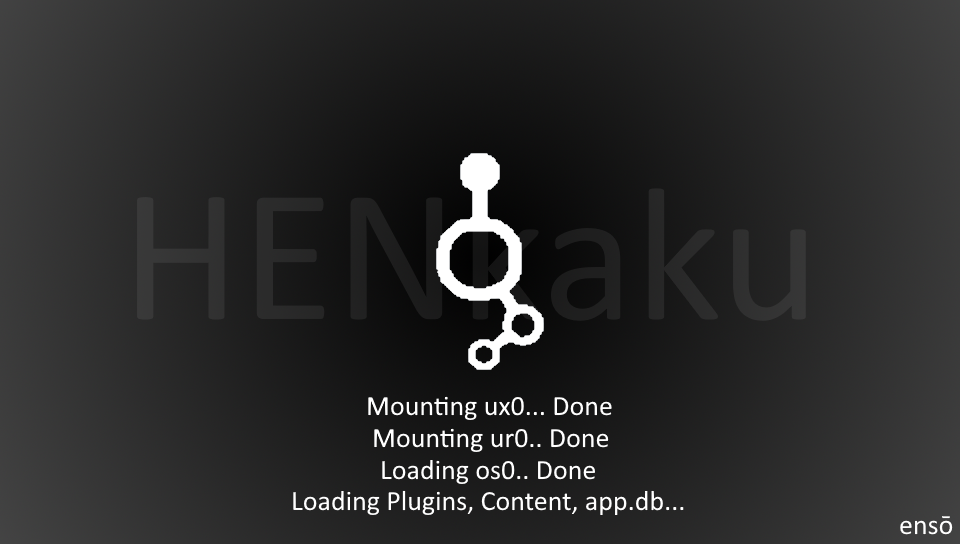 HENkaku
Mounting ux0... Done
Mounting ur0.. Done
Loading os0.. Done
Loading Plugins, Content, app.db...
ensō